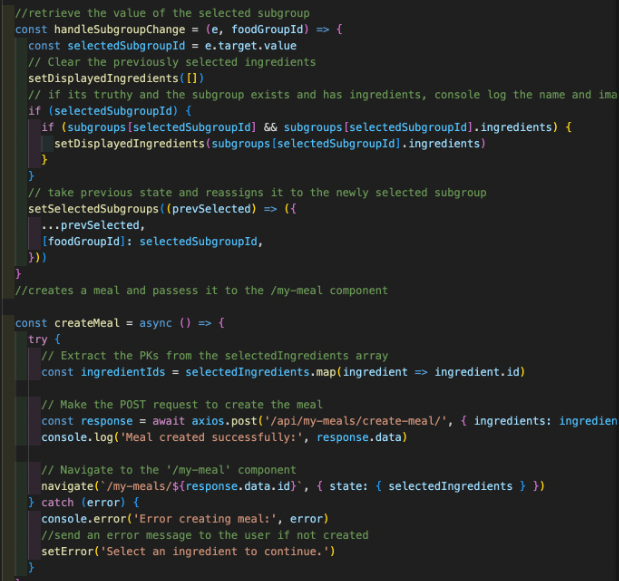 //retrieve the value of the selected subgroup
const handleSubgroupChange = (e, foodGroupId) => {
const selectedSubgroupId = e.target.value
// Clear the previously selected ingredients
setDisplayedIngredients([])
// if its truthy and the subgroup exists and has ingredients, console log the name and ima
if (selectedSubgroupId) {
if (subgroups[selectedSubgroupId] && subgroups[selectedSubgroupId].ingredients) {
setDisplayedIngredients(subgroups[selectedSubgroupId].ingredients)
}
}
// take previous state and reassigns it to the newly selected subgroup
setSelectedSubgroups((prevSelected) => ({
...prevSelected,
[foodGroupId]: selectedSubgroupId,
}))
}
//creates a meal and passess it to the /my-meal component
const createMeal = async () => {
try {
// Extract the PKs from the selectedIngredients array
const ingredientIds = selectedIngredients.map(ingredient => ingredient.id)
// Make the POST request to create the meal
const response = await axios.post('/api/my-meals/create-meal/', { ingredients: ingredien
console.log('Meal created successfully:', response.data)
// Navigate to the '/my-meal' component
navigate(`/my-meals/${response.data.id}`, { state: { selectedIngredients } })
} catch (error) {
console.error('Error creating meal:', error)
//send an error message to the user if not created
setError('Select an ingredient to continue.')
}
}